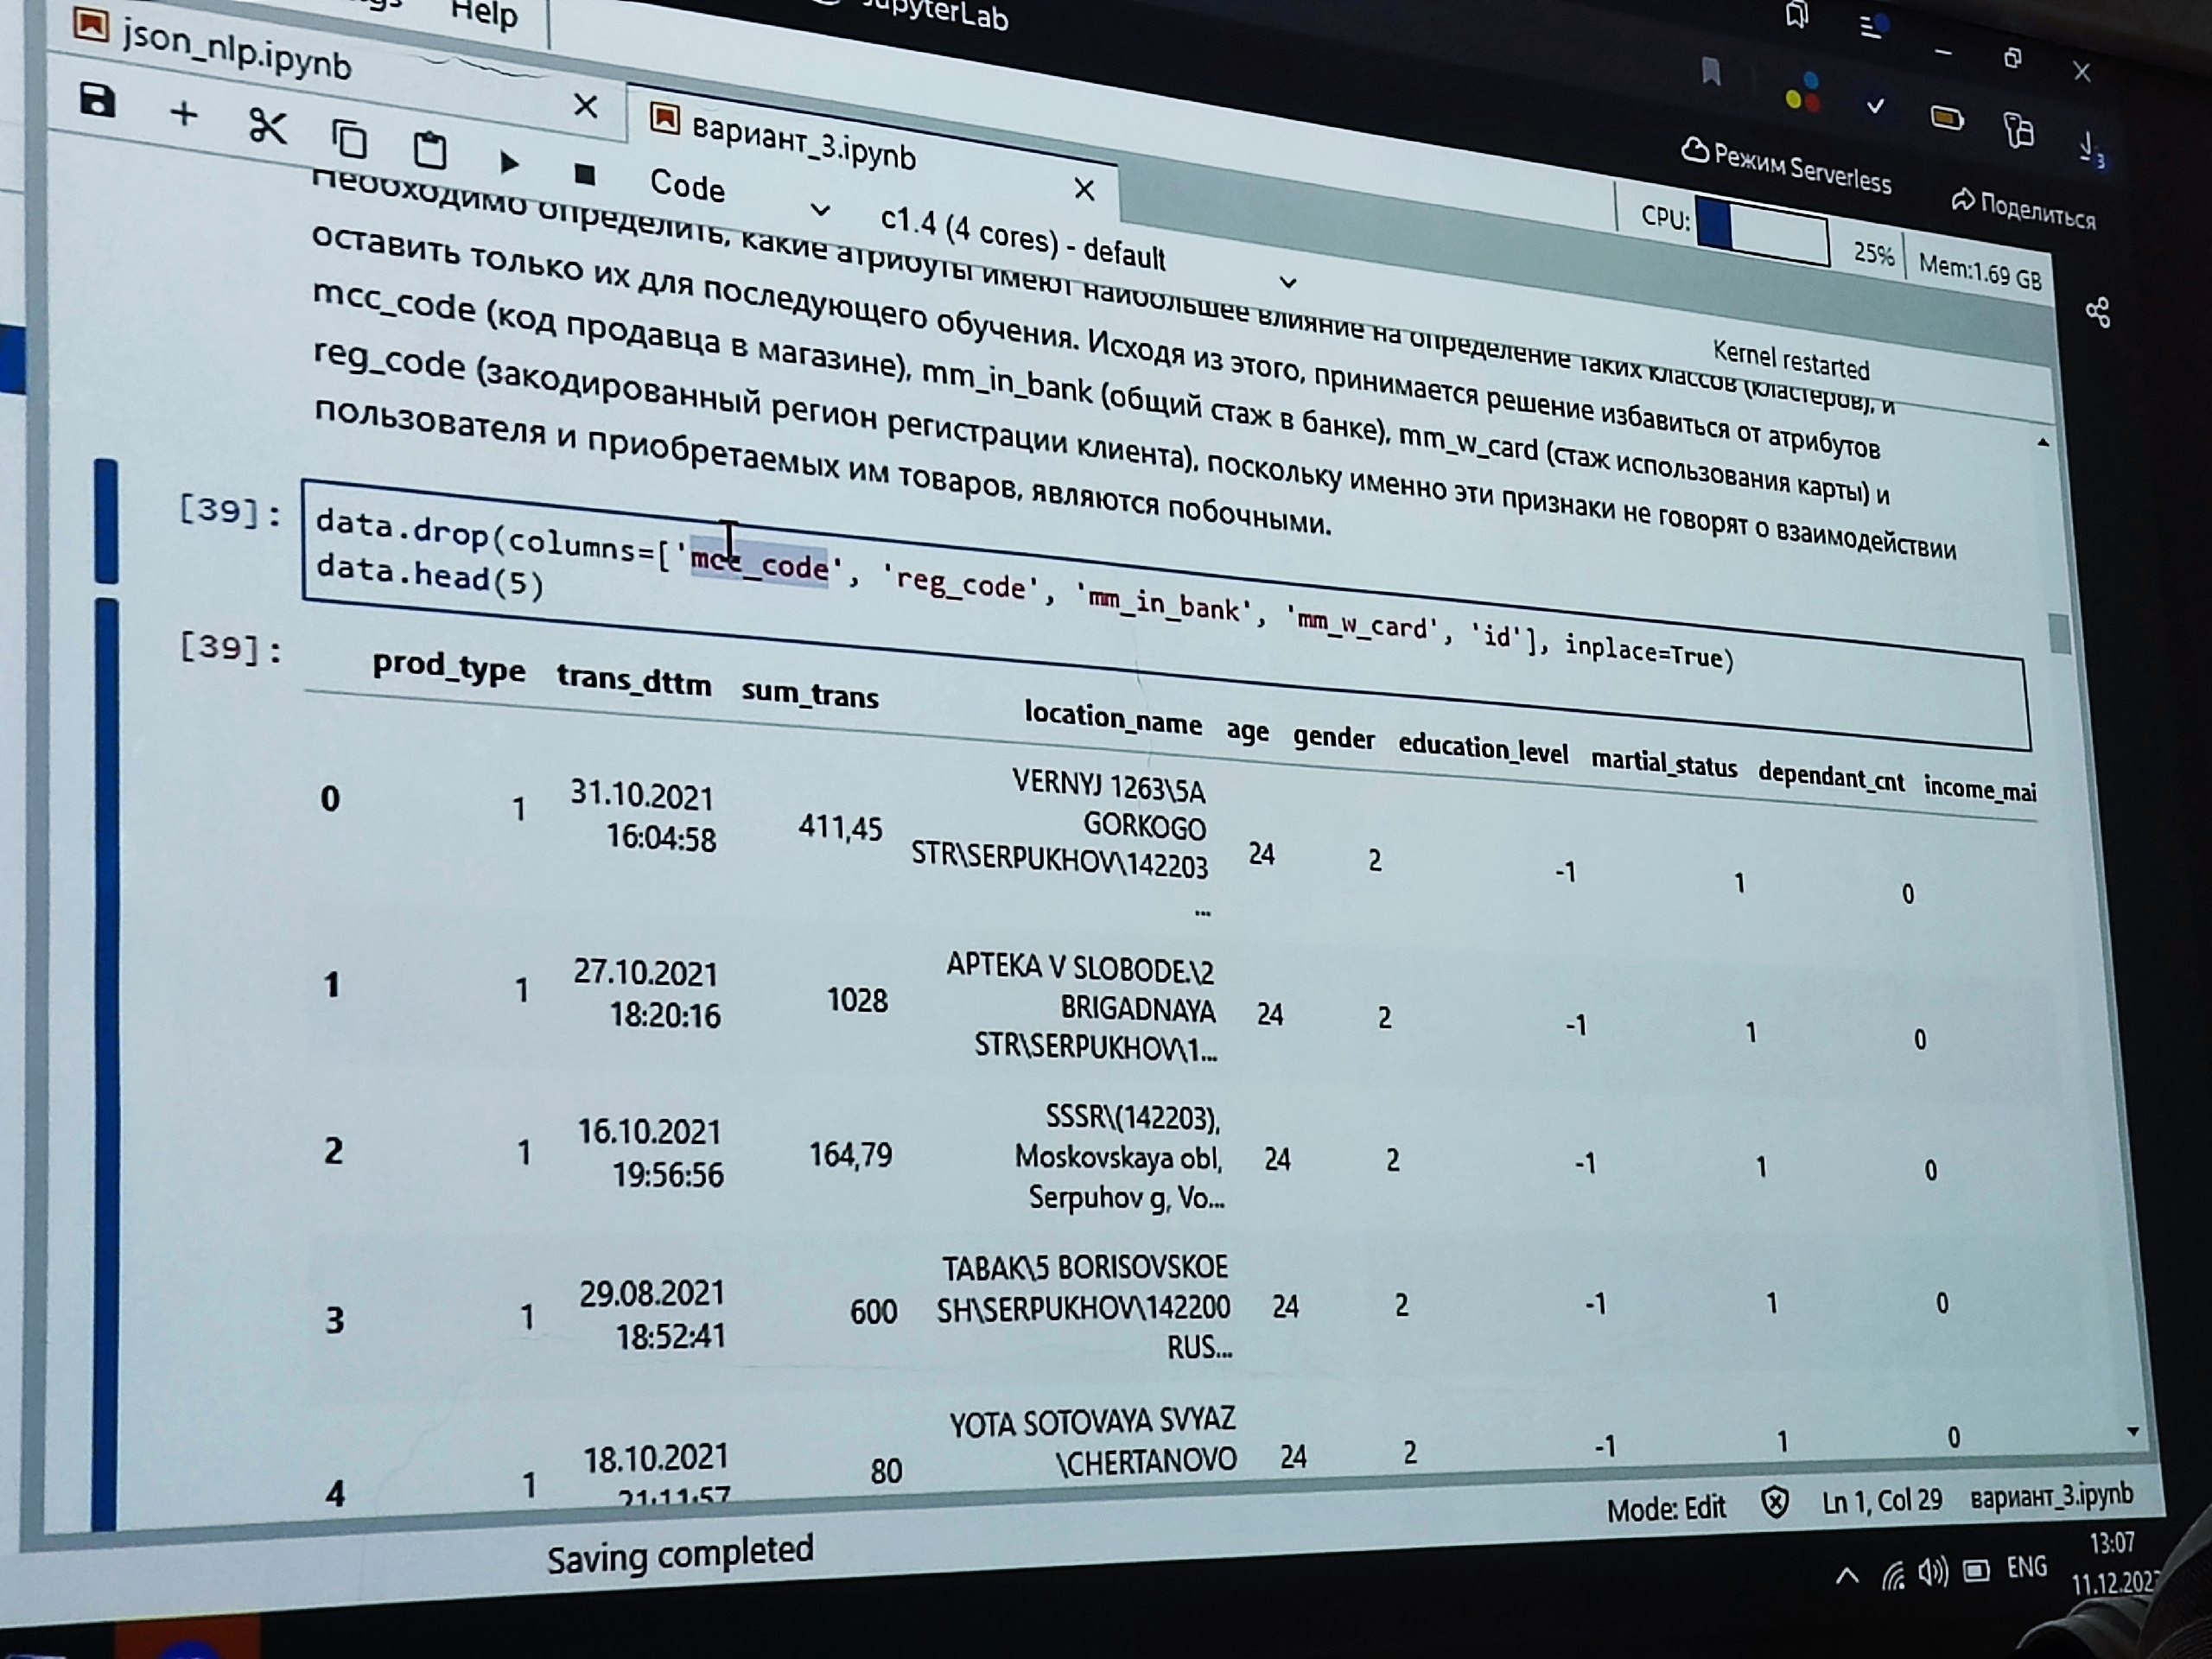 Help
JupyterLab
json_nlp.ipynb
вариант_3.ipynb
Режим Serverless
Поделиться
3
Code
c1.4 (4 cores) - default
CPU:
25%
Mem:1.69 GB
Kernel restarted
Необходимо определить, какие атрибуты имеют наибольшее влияние на определение таких классов (кластеров), и
оставить только их для последующего обучения. Исходя из этого, принимается решение избавиться от атрибутов
mcc_code (код продавца в магазине), mm_in_bank (общий стаж в банке), mm_w_card (стаж использования карты) и
reg_code (закодированный регион регистрации клиента), поскольку именно эти признаки не говорят о взаимодействии
пользователя и приобретаемых им товаров, являются побочными.
[39]: data.drop(columns=['mcc_code', 'reg_code', 'mm_in_bank', 'mm_w_card', 'id'], inplace=True)
data.head(5)
[39]: prod_type trans_dttm sum_trans location_name age gender education_level martial_status dependant_cnt income_mai
0 1 31.10.2021 16:04:58 411,45 VERNYJ 1263\5A
GORKOGO
STR\SERPUKHOV\142203
... 24 2 -1 1 0
1 1 27.10.2021 18:20:16 1028 APTEKA V SLOBODE.\2
BRIGADNAYA
STR\SERPUKHOV\1... 24 2 -1 1 0
2 1 16.10.2021 19:56:56 164,79 SSSR\(142203),
Moskovskaya obl,
Serpuhov g, Vo... 24 2 -1 1 0
3 1 29.08.2021 18:52:41 600 TABAK\5 BORISOVSKOE
SH\SERPUKHOV\142200
RUS... 24 2 -1 1 0
4 1 18.10.2021 21:11:57 80 YOTA SOTOVAYA SVYAZ
\CHERTANOVO 24 2 -1 1 0
Mode: Edit
Ln 1, Col 29
вариант_3.ipynb
Saving completed
ENG
13:07